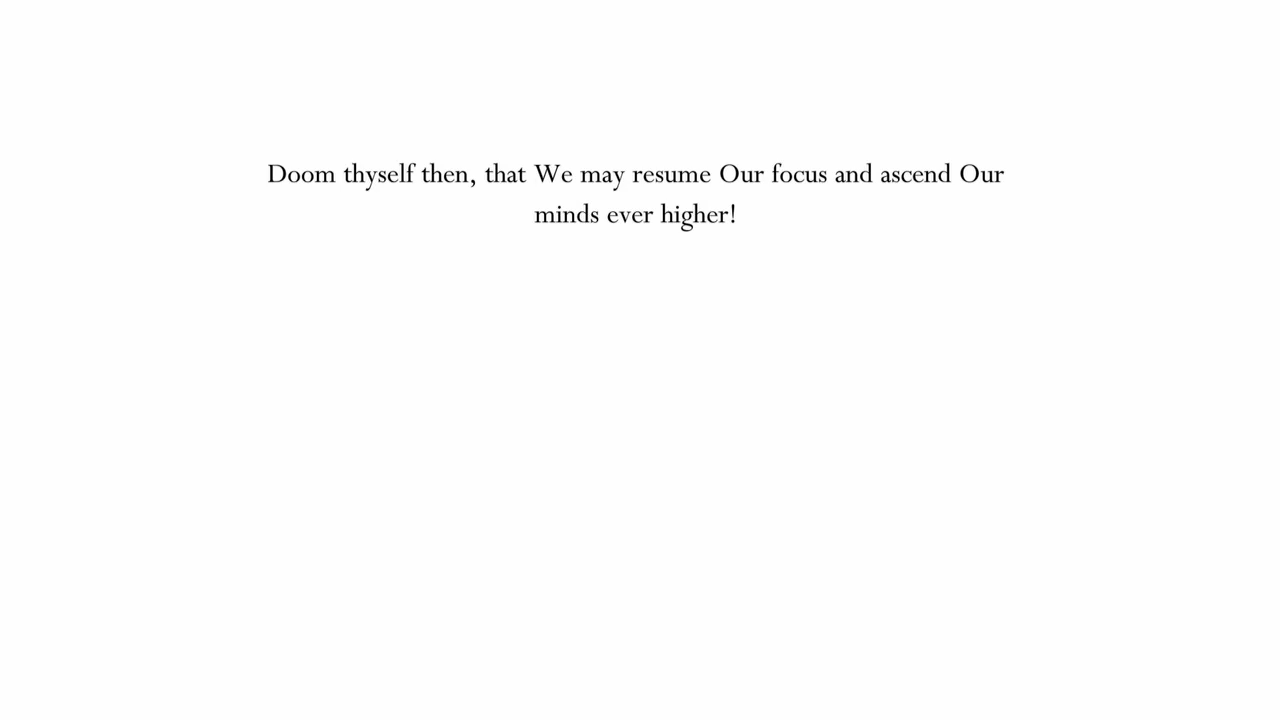 Doom thyself then, that We may resume Our focus and ascend Our
minds ever higher!